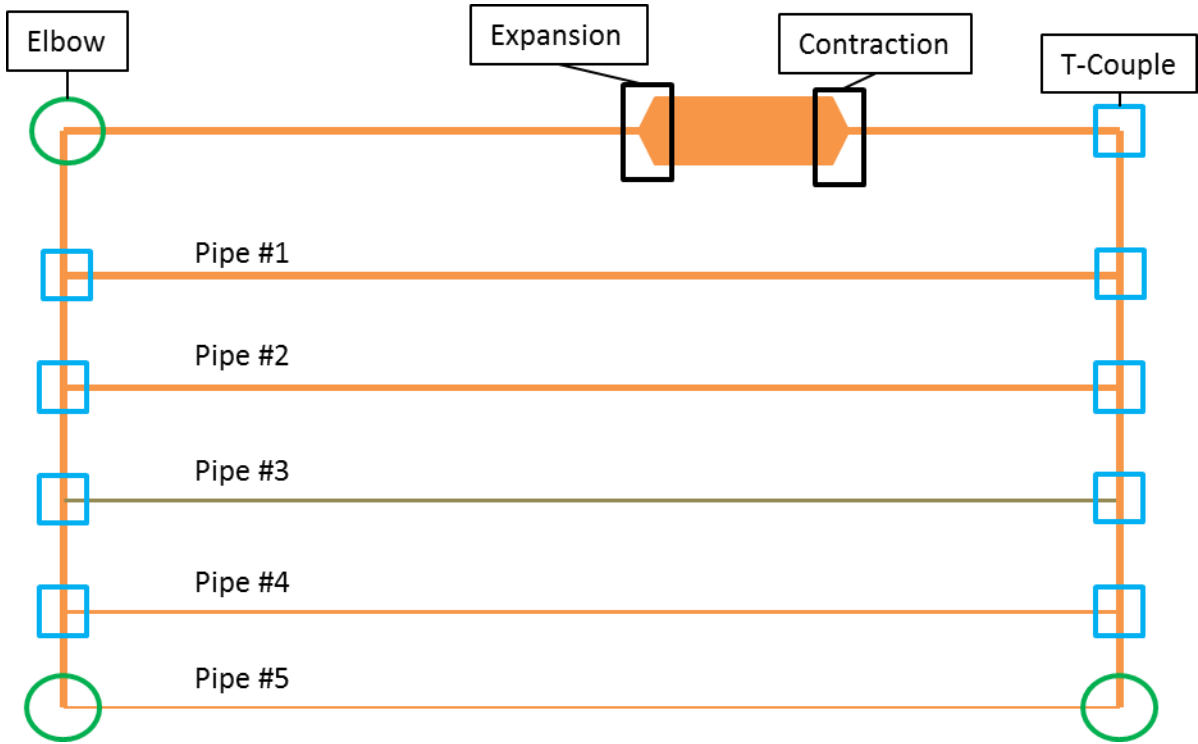 Elbow
Expansion
Contraction
T-Couple
Pipe #1
Pipe #2
Pipe #3
Pipe #4
Pipe #5